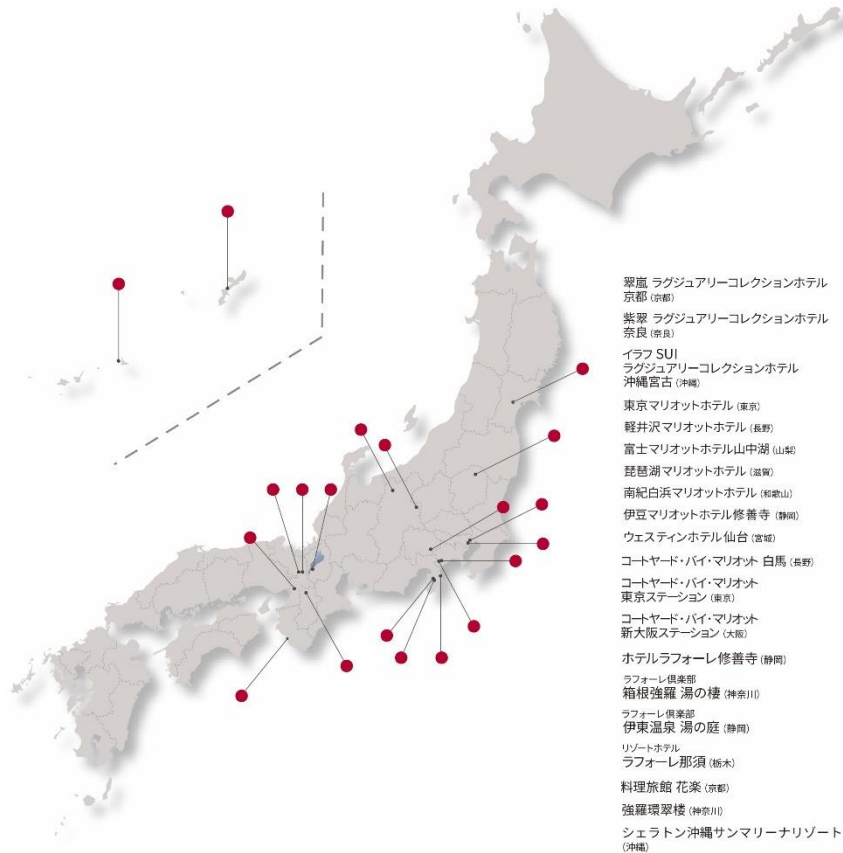 翠嵐 ラグジュアリーコレクションホテル
京都 (京都)
紫翠 ラグジュアリーコレクションホテル
奈良 (奈良)
イラフ SUI
ラグジュアリーコレクションホテル
沖縄宮古 (沖縄)
東京マリオットホテル (東京)
軽井沢マリオットホテル (長野)
富士マリオットホテル山中湖 (山梨)
琵琶湖マリオットホテル (滋賀)
南紀白浜マリオットホテル (和歌山)
伊豆マリオットホテル修善寺 (静岡)
ウェスティンホテル仙台 (宮城)
コートヤード・バイ・マリオット 白馬 (長野)
コートヤード・バイ・マリオット
東京ステーション (東京)
コートヤード・バイ・マリオット
新大阪ステーション (大阪)
ホテルラフォーレ修善寺 (静岡)
ラフォーレ倶楽部
箱根強羅 湯の棲 (神奈川)
ラフォーレ倶楽部
伊東温泉 湯の庭 (静岡)
リゾートホテル
ラフォーレ那須 (栃木)
料理旅館 花楽 (京都)
強羅環翠楼 (神奈川)
シェラトン沖縄サンマリーナリゾート
(沖縄)